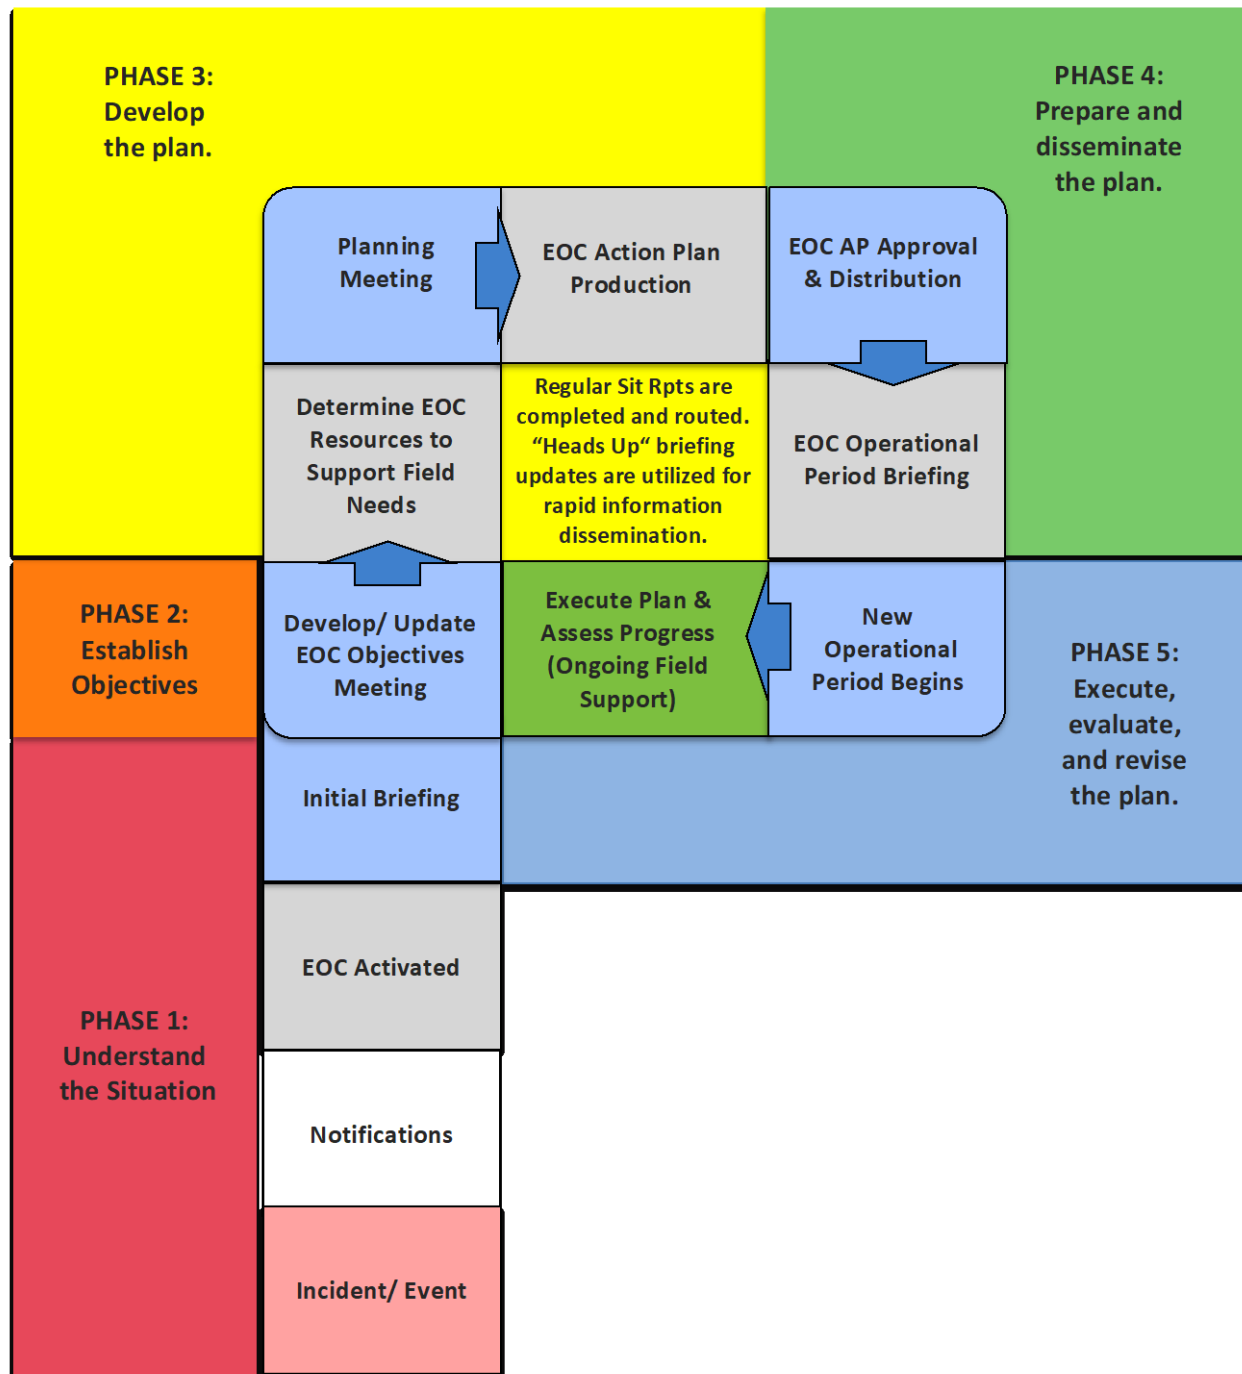 PHASE 3:
Develop
the plan.
PHASE 4:
Prepare and
disseminate
the plan.
Planning
Meeting
EOC Action Plan
Production
EOC AP Approval
& Distribution
Determine EOC
Resources to
Support Field
Needs
Regular Sit Rpts are
completed and routed.
“Heads Up“ briefing
updates are utilized for
rapid information
dissemination.
EOC Operational
Period Briefing
PHASE 2:
Establish
Objectives
Develop/ Update
EOC Objectives
Meeting
Execute Plan &
Assess Progress
(Ongoing Field
Support)
New
Operational
Period Begins
PHASE 5:
Execute,
evaluate,
and revise
the plan.
Initial Briefing
EOC Activated
PHASE 1:
Understand
the Situation
Notifications
Incident/ Event